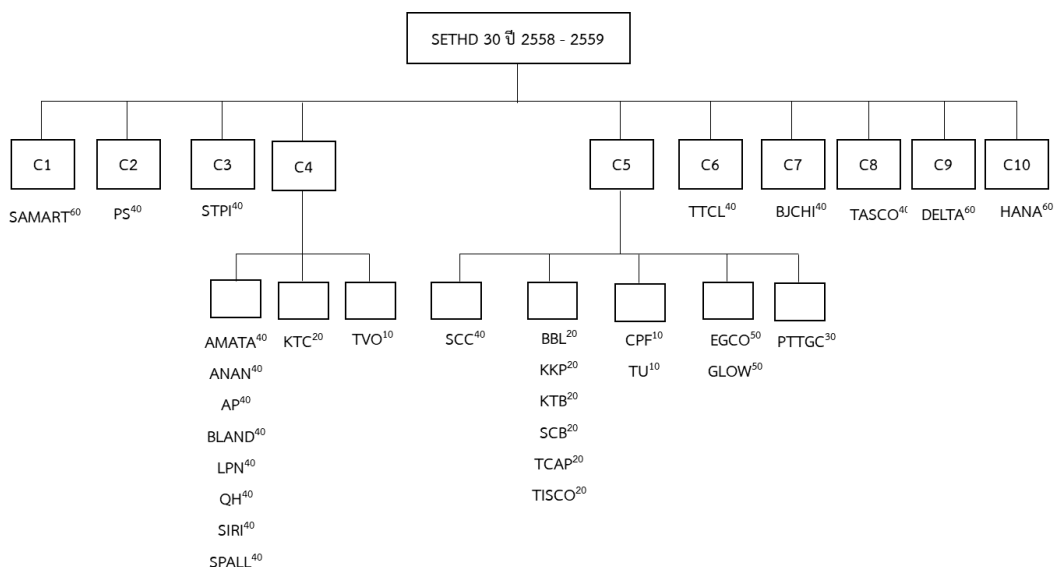 SETHD 30 ปี 2558 - 2559
C1 C2 C3 C4 C5 C6 C7 C8 C9 C10
SAMART⁶⁰ PS⁴⁰ STPI⁴⁰ TTCL⁴⁰ BJCHI⁴⁰ TASCO⁴⁰ DELTA⁶⁰ HANA⁶⁰
AMATA⁴⁰ KTC²⁰ TVO¹⁰ SCC⁴⁰ BBL²⁰ CPF¹⁰ EGCO⁵⁰ PTTGC³⁰
ANAN⁴⁰ KKP²⁰ TU¹⁰ GLOW⁵⁰
AP⁴⁰ KTB²⁰
BLAND⁴⁰ SCB²⁰
LPN⁴⁰ TCAP²⁰
QH⁴⁰ TISCO²⁰
SIRI⁴⁰
SPALL⁴⁰